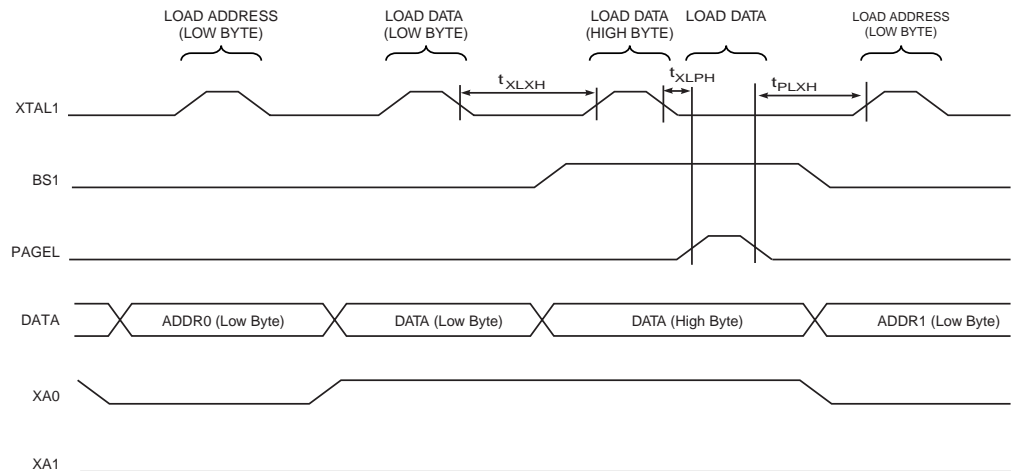 LOAD ADDRESS
(LOW BYTE)
LOAD DATA
(LOW BYTE)
LOAD DATA
(HIGH BYTE)
LOAD DATA
LOAD ADDRESS
(LOW BYTE)
tXLXH
tXLPH
tPLXH
XTAL1
BS1
PAGEL
DATA
ADDR0 (Low Byte)
DATA (Low Byte)
DATA (High Byte)
ADDR1 (Low Byte)
XA0
XA1